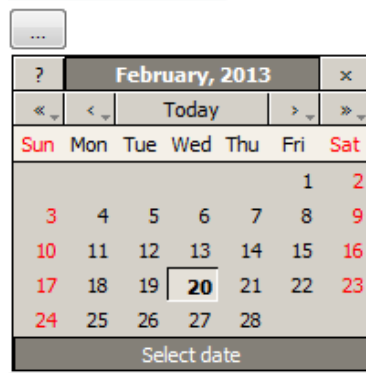 ...
? February, 2013 ×
« ‹ Today › »
Sun Mon Tue Wed Thu Fri Sat
1 2
3 4 5 6 7 8 9
10 11 12 13 14 15 16
17 18 19 20 21 22 23
24 25 26 27 28
Select date